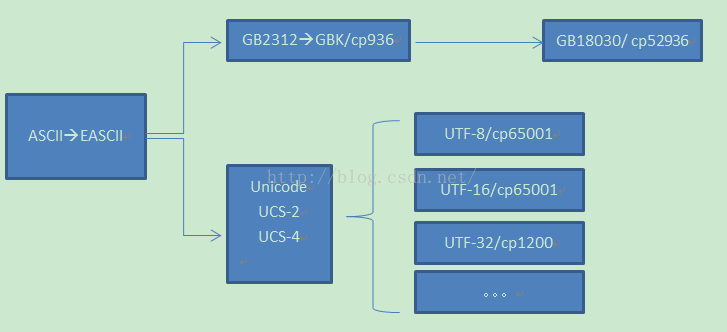 GB2312→GBK/cp936
GB18030/ cp52936
ASCII→EASCII
UTF-8/cp65001
http://blog.csdn.net/
Unicode
UCS-2
UCS-4
UTF-16/cp65001
UTF-32/cp1200
。。。